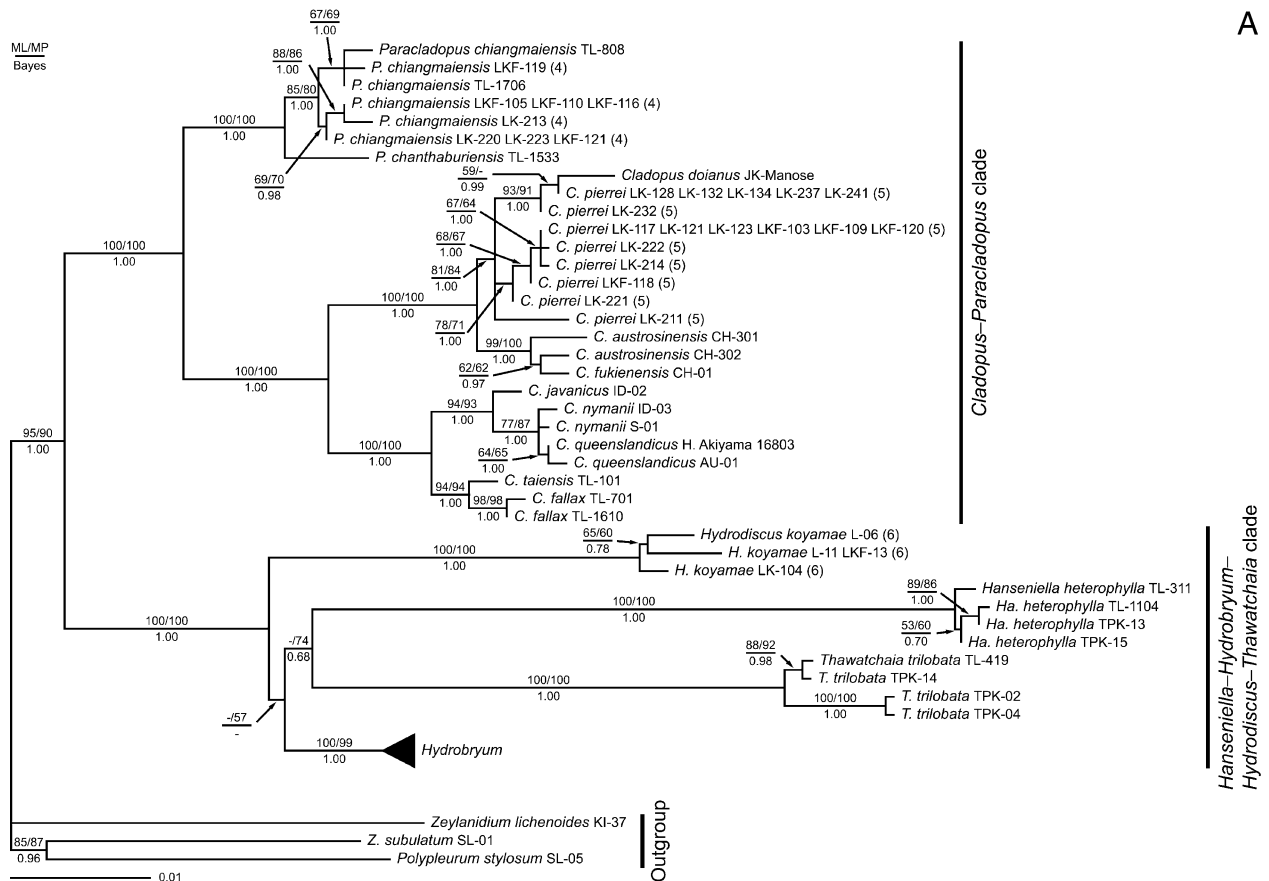 A
ML/MP
Bayes
67/69
1.00
88/86
1.00
85/80
1.00
100/100
1.00
69/70
0.98
Paracladopus chiangmaiensis TL-808
P. chiangmaiensis LKF-119 (4)
P. chiangmaiensis TL-1706
P. chiangmaiensis LKF-105 LKF-110 LKF-116 (4)
P. chiangmaiensis LK-213 (4)
P. chiangmaiensis LK-220 LK-223 LKF-121 (4)
P. chanthaburiensis TL-1533
59/-
0.99
93/91
1.00
67/64
1.00
68/67
1.00
81/84
1.00
78/71
1.00
100/100
1.00
100/100
1.00
99/100
1.00
62/62
0.97
Cladopus doianus JK-Manose
C. pierrei LK-128 LK-132 LK-134 LK-237 LK-241 (5)
C. pierrei LK-232 (5)
C. pierrei LK-117 LK-121 LK-123 LKF-103 LKF-109 LKF-120 (5)
C. pierrei LK-222 (5)
C. pierrei LK-214 (5)
C. pierrei LKF-118 (5)
C. pierrei LK-221 (5)
C. pierrei LK-211 (5)
C. austrosinensis CH-301
C. austrosinensis CH-302
C. fukienensis CH-01
100/100
1.00
94/93
1.00
77/87
1.00
64/65
1.00
100/100
1.00
94/94
1.00
98/98
1.00
C. javanicus ID-02
C. nymanii ID-03
C. nymanii S-01
C. queenslandicus H. Akiyama 16803
C. queenslandicus AU-01
C. taiensis TL-101
C. fallax TL-701
C. fallax TL-1610
Cladopus–Paracladopus clade
95/90
1.00
65/60
0.78
100/100
1.00
Hydrodiscus koyamae L-06 (6)
H. koyamae L-11 LKF-13 (6)
H. koyamae LK-104 (6)
100/100
1.00
100/100
1.00
89/86
1.00
53/60
0.70
Hanseniella heterophylla TL-311
Ha. heterophylla TL-1104
Ha. heterophylla TPK-13
Ha. heterophylla TPK-15
-/74
0.68
88/92
0.98
100/100
1.00
100/100
1.00
Thawatchaia trilobata TL-419
T. trilobata TPK-14
T. trilobata TPK-02
T. trilobata TPK-04
-/57
-
100/99
1.00
Hydrobryum
Hanseniella–Hydrobryum–
Hydrodiscus–Thawatchaia clade
Zeylanidium lichenoides KI-37
85/87
0.96
Z. subulatum SL-01
Polypleurum stylosum SL-05
Outgroup
0.01